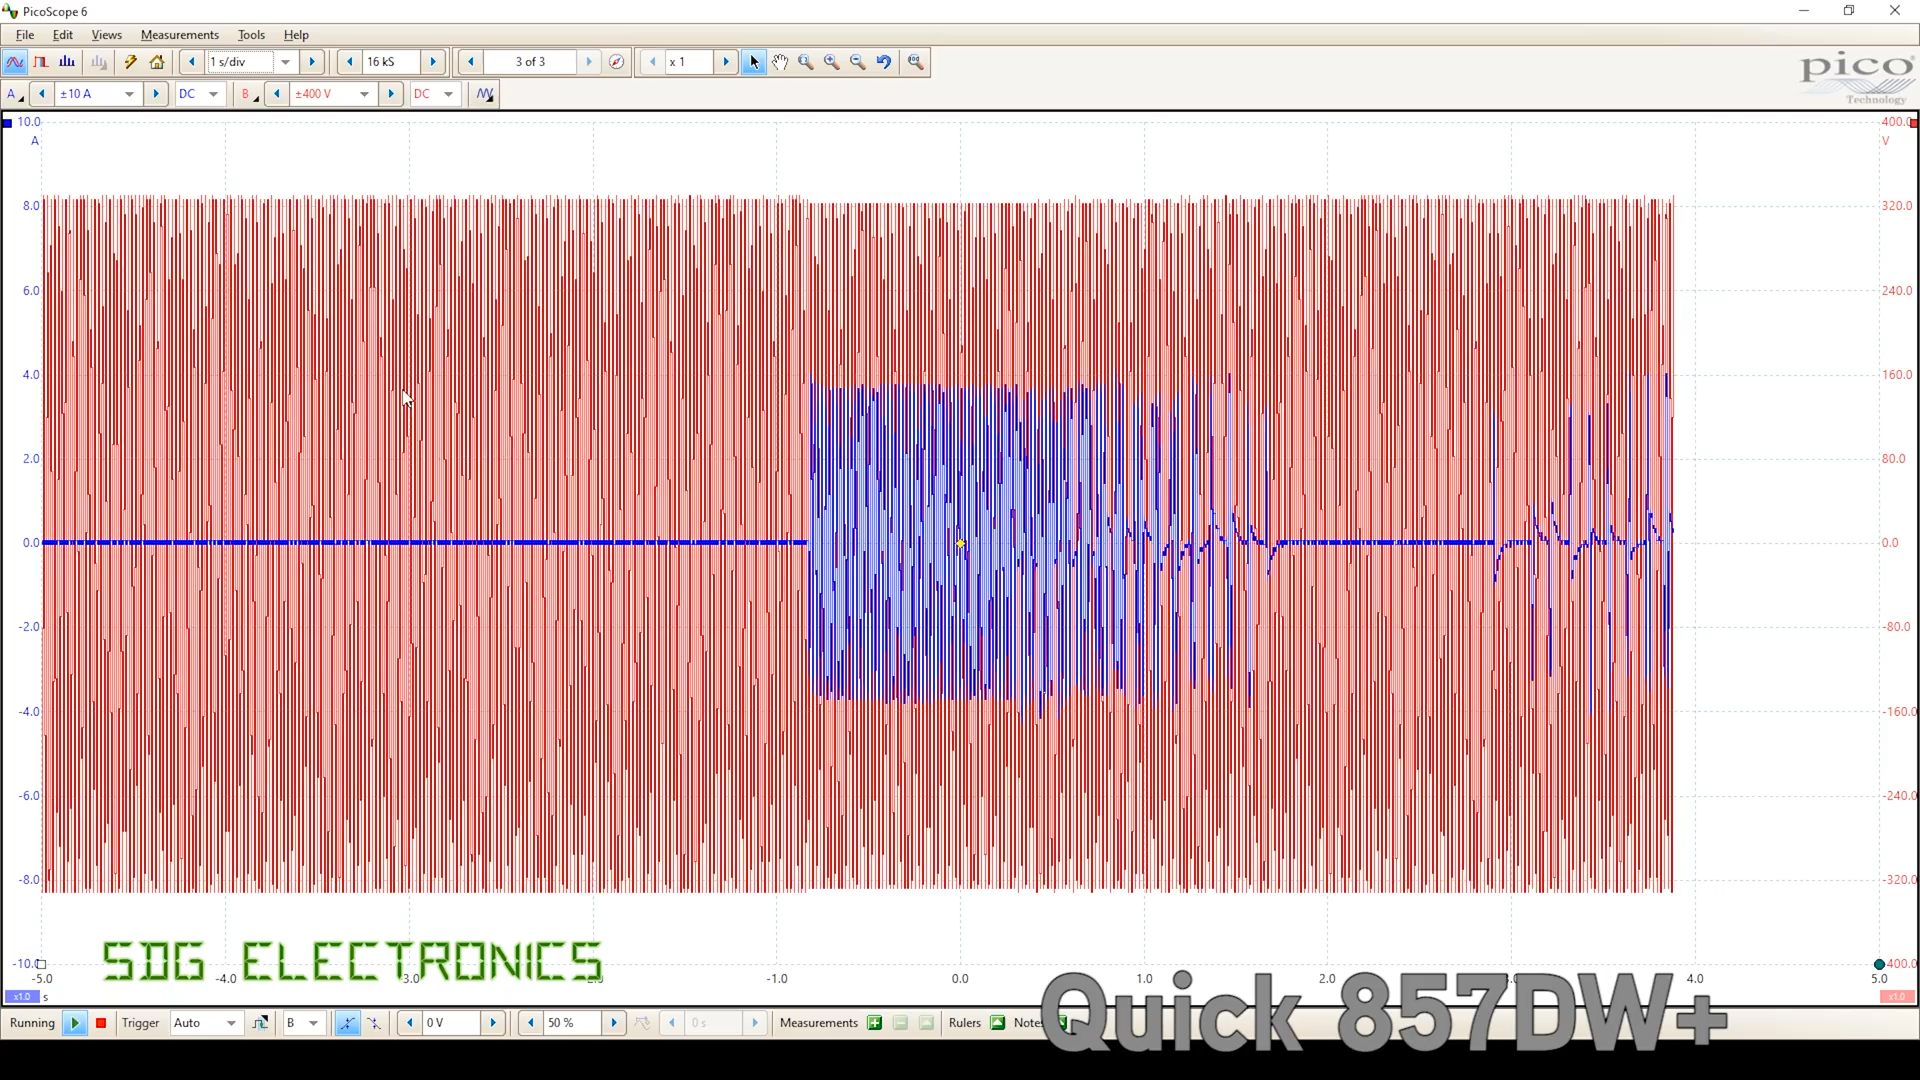 PicoScope 6
File Edit Views Measurements Tools Help
1 s/div 16 kS 3 of 3 x 1
pico
Technology
A ±10 A DC B ±400 V DC
10.0 400.0
A V
8.0 320.0
6.0 240.0
4.0 160.0
2.0 80.0
0.0 0.0
-2.0 -80.0
-4.0 -160.0
-6.0 -240.0
-8.0 -320.0
-10.0 -400.0
SDG ELECTRONICS
-5.0 -4.0 -1.0 0.0 1.0 2.0 4.0 5.0
x1.0 s x1.0
Quick 857DW+
Running Trigger Auto B 0 V 50 % 0 s Measurements Rulers Notes